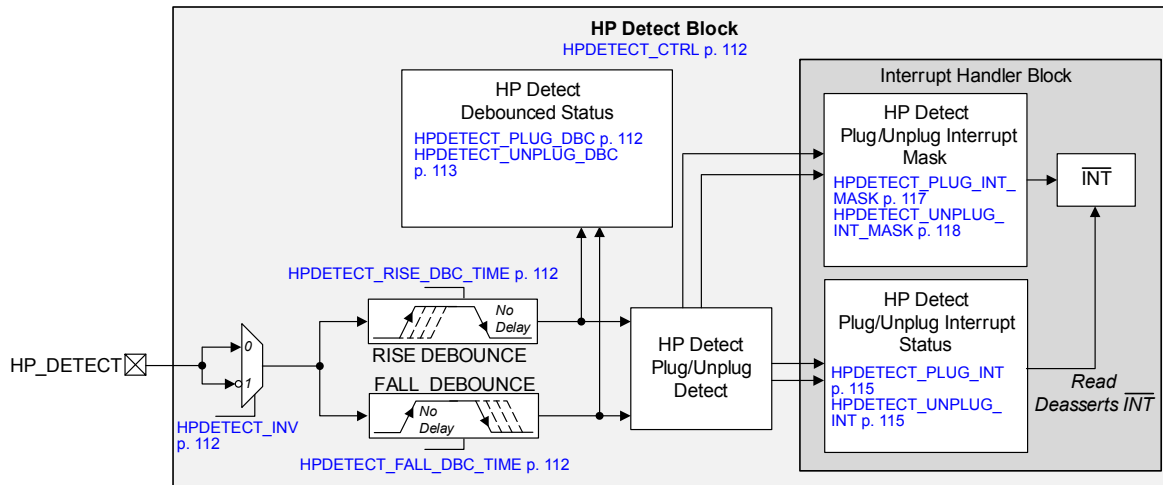 HP Detect Block
HPDETECT_CTRL p. 112
HP Detect
Debounced Status
HPDETECT_PLUG_DBC p. 112
HPDETECT_UNPLUG_DBC
p. 113
Interrupt Handler Block
HP Detect
Plug/Unplug Interrupt
Mask
HPDETECT_PLUG_INT_
MASK p. 117
HPDETECT_UNPLUG_
INT_MASK p. 118
INT
HPDETECT_RISE_DBC_TIME p. 112
No
Delay
RISE DEBOUNCE
HP_DETECT
0
1
HPDETECT_INV
p. 112
FALL DEBOUNCE
No
Delay
HPDETECT_FALL_DBC_TIME p. 112
HP Detect
Plug/Unplug
Detect
HP Detect
Plug/Unplug Interrupt
Status
HPDETECT_PLUG_INT
p. 115
HPDETECT_UNPLUG_
INT p. 115
Read
Deasserts INT